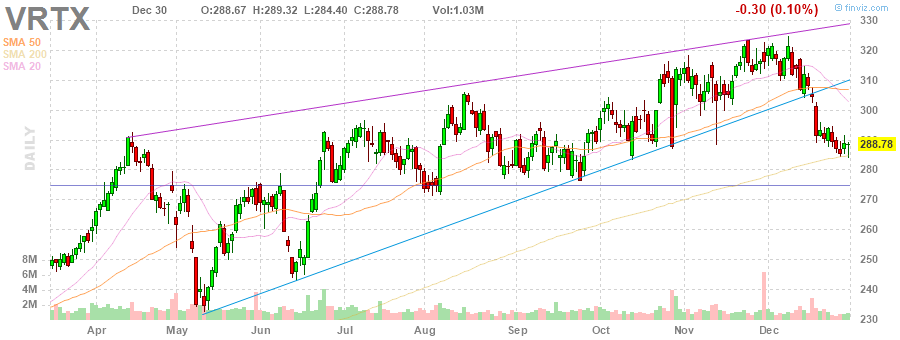 VRTX Dec 30 O:288.67 H:289.32 L:284.40 C:288.78 Vol:1.03M -0.30 (0.10%) © finviz.com
SMA 50
SMA 200
SMA 20
DAILY
330
320
310
300
290
288.78
280
270
260
250
240
230
8M
6M
4M
2M
Apr May Jun Jul Aug Sep Oct Nov Dec